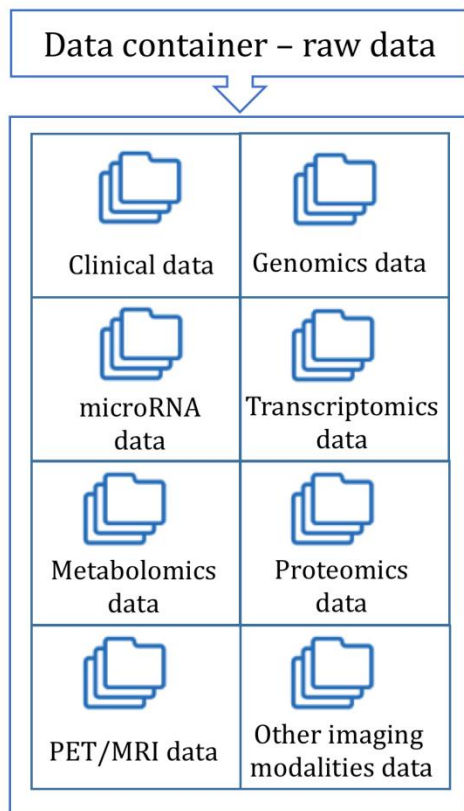 Data container – raw data
Clinical data
Genomics data
microRNA
data
Transcriptomics
data
Metabolomics
data
Proteomics
data
PET/MRI data
Other imaging
modalities data